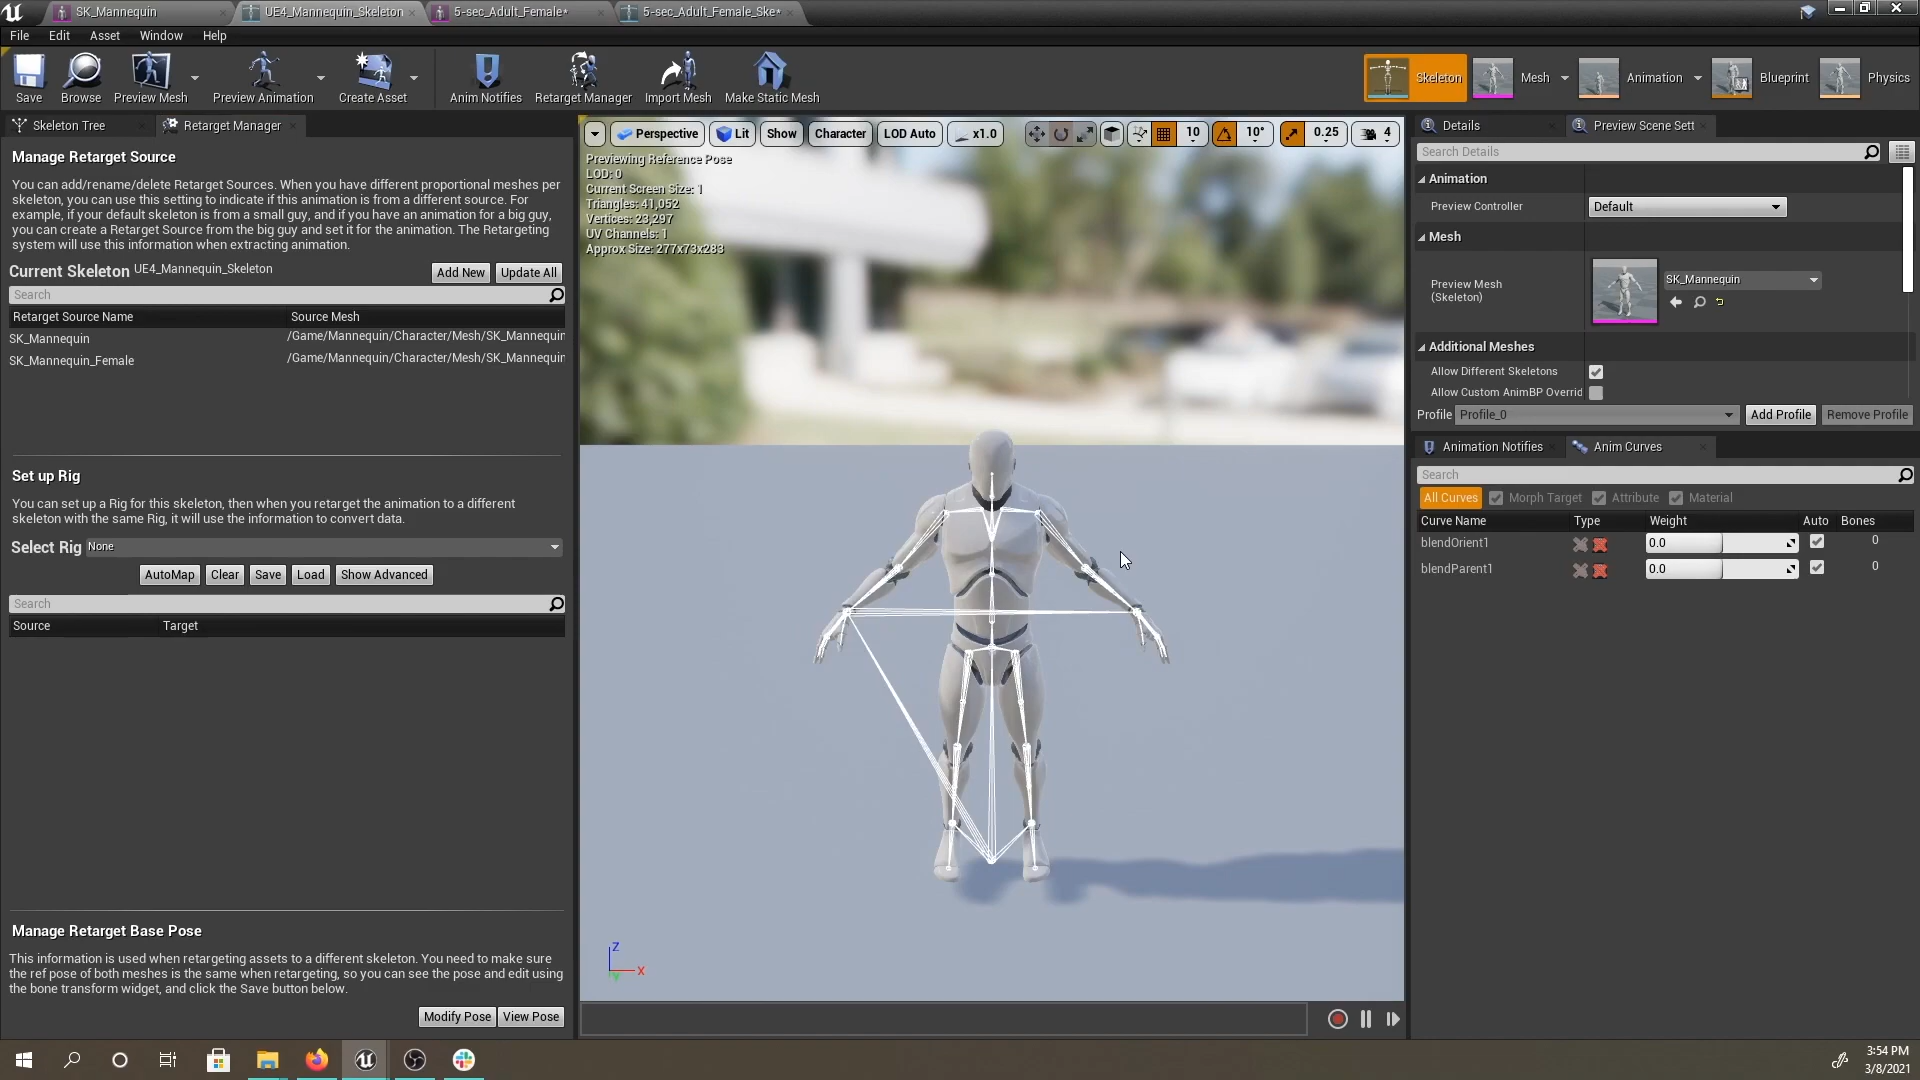 SK_Mannequin
UE4_Mannequin_Skeleton
5-sec_Adult_Female*
5-sec_Adult_Female_Ske*
File
Edit
Asset
Window
Help
Save
Browse
Preview Mesh
Preview Animation
Create Asset
Anim Notifies
Retarget Manager
Import Mesh
Make Static Mesh
Skeleton
Mesh
Animation
Blueprint
Physics
Skeleton Tree
Retarget Manager
Manage Retarget Source
You can add/rename/delete Retarget Sources. When you have different proportional meshes per
skeleton, you can use this setting to indicate if this animation is from a different source. For
example, if your default skeleton is from a small guy, and if you have an animation for a big guy,
you can create a Retarget Source from the big guy and set it for the animation. The Retargeting
system will use this information when extracting animation.
Current Skeleton UE4_Mannequin_Skeleton
Add New
Update All
Search
Retarget Source Name
Source Mesh
SK_Mannequin
/Game/Mannequin/Character/Mesh/SK_Mannequin
SK_Mannequin_Female
/Game/Mannequin/Character/Mesh/SK_Mannequin
Set up Rig
You can set up a Rig for this skeleton, then when you retarget the animation to a different
skeleton with the same Rig, it will use the information to convert data.
Select Rig None
AutoMap
Clear
Save
Load
Show Advanced
Search
Source
Target
Manage Retarget Base Pose
This information is used when retargeting assets to a different skeleton. You need to make sure
the ref pose of both meshes is the same when retargeting, so you can see the pose and edit using
the bone transform widget, and click the Save button below.
Modify Pose
View Pose
Perspective
Lit
Show
Character
LOD Auto
x1.0
10
10°
0.25
4
Previewing Reference Pose
LOD: 0
Current Screen Size: 1
Triangles: 41,052
Vertices: 23,297
UV Channels: 1
Approx Size: 277x73x283
Z
X
Y
Details
Preview Scene Sett
Search Details
Animation
Preview Controller
Default
Mesh
Preview Mesh
(Skeleton)
SK_Mannequin
Additional Meshes
Allow Different Skeletons
Allow Custom AnimBP Overrid
Profile
Profile_0
Add Profile
Remove Profile
Animation Notifies
Anim Curves
Search
All Curves
Morph Target
Attribute
Material
Curve Name
Type
Weight
Auto
Bones
blendOrient1
0.0
0
blendParent1
0.0
0
3:54 PM
3/8/2021